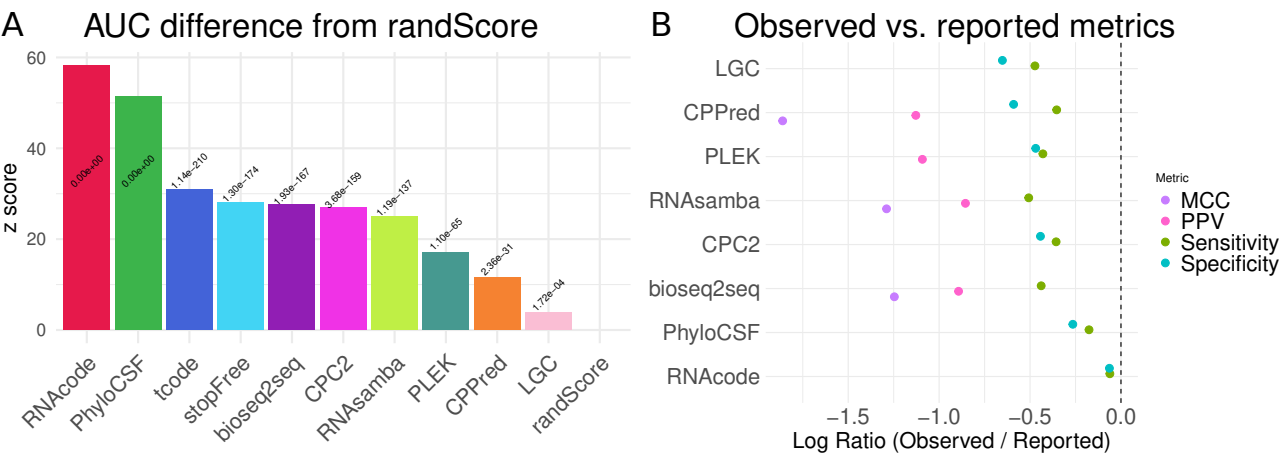 A
AUC difference from randScore
z score
60
40
20
0
0.00e+00
0.00e+00
1.14e−210
1.30e−174
1.93e−167
3.68e−159
1.19e−137
1.10e−65
2.36e−31
1.72e−04
RNAcode
PhyloCSF
tcode
stopFree
bioseq2seq
CPC2
RNAsamba
PLEK
CPPred
LGC
randScore
B
Observed vs. reported metrics
LGC
CPPred
PLEK
RNAsamba
CPC2
bioseq2seq
PhyloCSF
RNAcode
−1.5
−1.0
−0.5
0.0
Log Ratio (Observed / Reported)
Metric
MCC
PPV
Sensitivity
Specificity